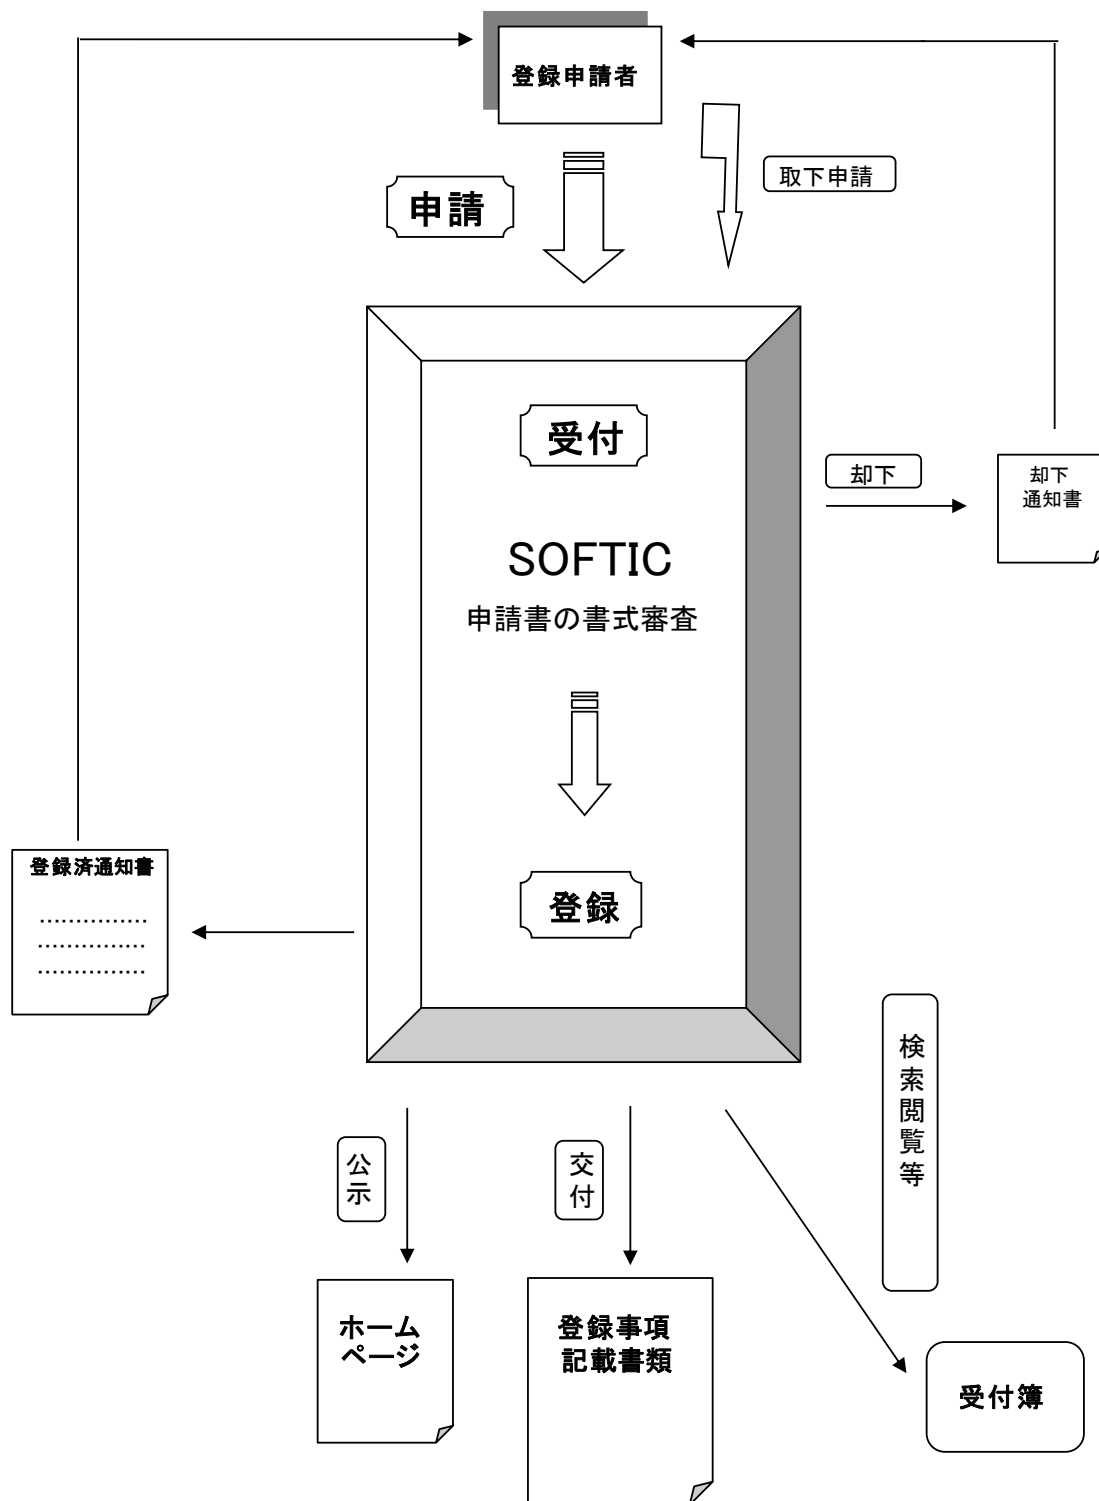 登録申請者
申請
取下申請
受付
却下
却下
通知書
SOFTIC
申請書の書式審査
登録済通知書
登録
検索閲覧等
公示
交付
ホーム
ページ
登録事項
記載書類
受付簿